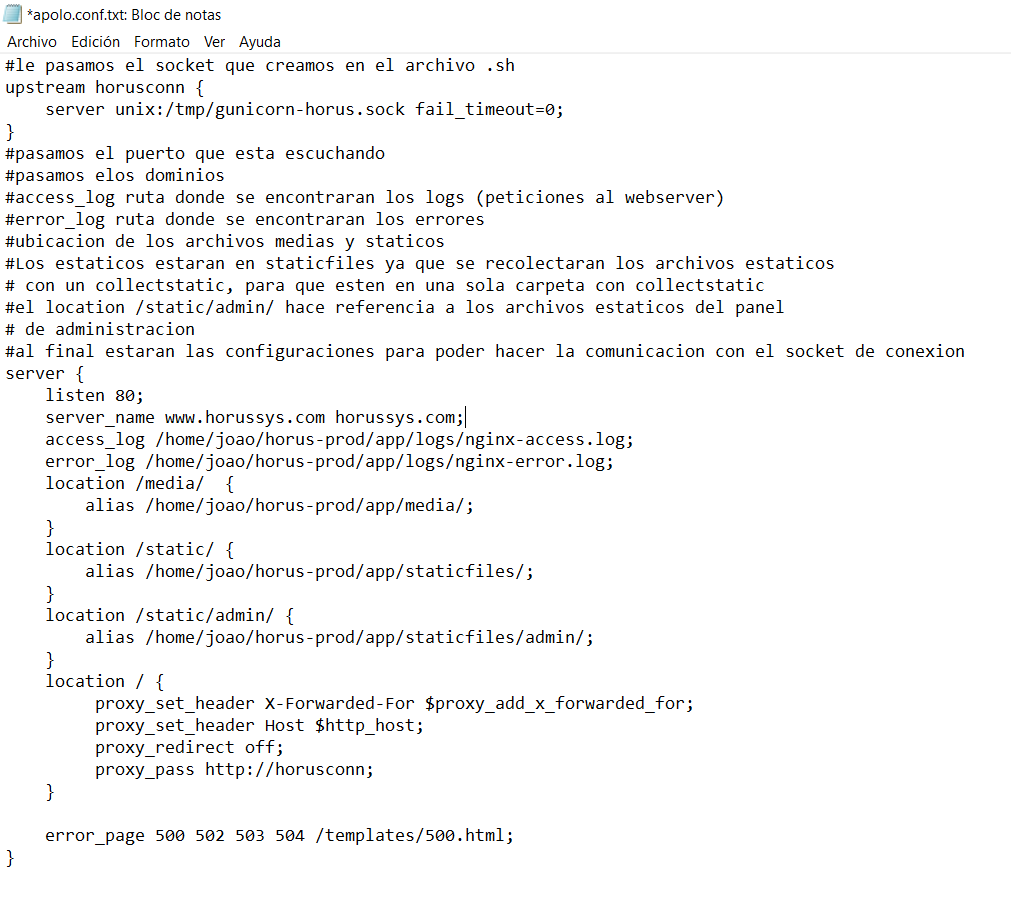 *apolo.conf.txt: Bloc de notas
Archivo Edición Formato Ver Ayuda
#le pasamos el socket que creamos en el archivo .sh
upstream horusconn {
    server unix:/tmp/gunicorn-horus.sock fail_timeout=0;
}
#pasamos el puerto que esta escuchando
#pasamos elos dominios
#access_log ruta donde se encontraran los logs (peticiones al webserver)
#error_log ruta donde se encontraran los errores
#ubicacion de los archivos medias y staticos
#Los estaticos estaran en staticfiles ya que se recolectaran los archivos estaticos
# con un collectstatic, para que esten en una sola carpeta con collectstatic
#el location /static/admin/ hace referencia a los archivos estaticos del panel
# de administracion
#al final estaran las configuraciones para poder hacer la comunicacion con el socket de conexion
server {
    listen 80;
    server_name www.horussys.com horussys.com;
    access_log /home/joao/horus-prod/app/logs/nginx-access.log;
    error_log /home/joao/horus-prod/app/logs/nginx-error.log;
    location /media/  {
        alias /home/joao/horus-prod/app/media/;
    }
    location /static/ {
        alias /home/joao/horus-prod/app/staticfiles/;
    }
    location /static/admin/ {
        alias /home/joao/horus-prod/app/staticfiles/admin/;
    }
    location / {
         proxy_set_header X-Forwarded-For $proxy_add_x_forwarded_for;
         proxy_set_header Host $http_host;
         proxy_redirect off;
         proxy_pass http://horusconn;
    }

    error_page 500 502 503 504 /templates/500.html;
}